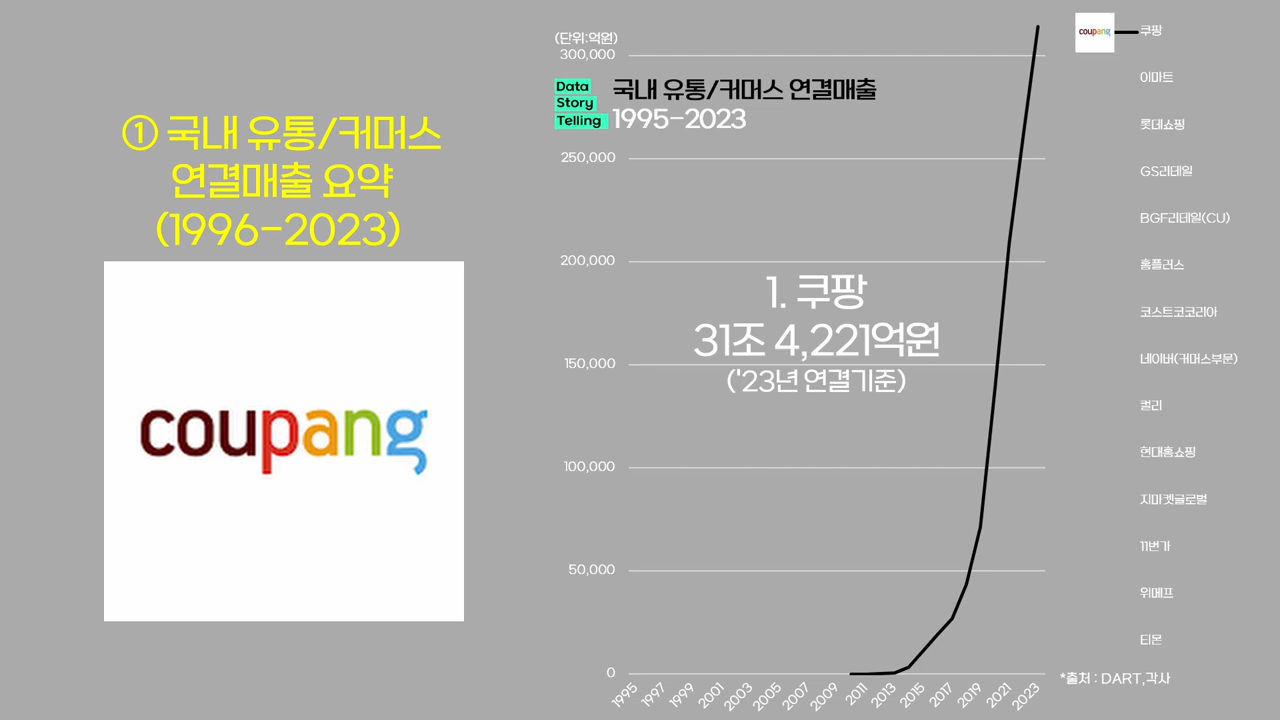 ① 국내 유통/커머스
연결매출 요약
(1996-2023)
coupang
(단위:억원)
300,000
250,000
200,000
150,000
100,000
50,000
0
Data
Story
Telling
국내 유통/커머스 연결매출
1995-2023
1. 쿠팡
31조 4,221억원
('23년 연결기준)
1995
1997
1999
2001
2003
2005
2007
2009
2011
2013
2015
2017
2019
2021
2023
coupang
쿠팡
이마트
롯데쇼핑
GS리테일
BGF리테일(CU)
홈플러스
코스트코코리아
네이버(커머스부문)
컬리
현대홈쇼핑
지마켓글로벌
11번가
위메프
티몬
*출처 : DART,각사